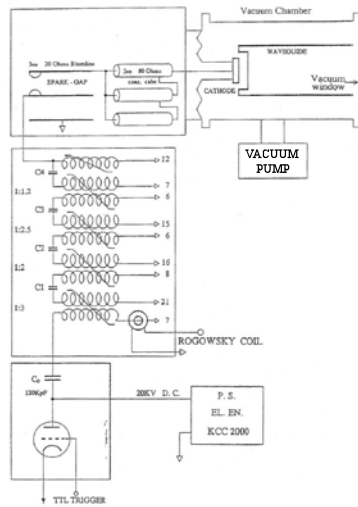 Vacuum Chamber
3ns 20 Ohms Blumline
SPARK-GAP
3ns 80 Ohms
coax. cable
WAVEGUIDE
CATHODE
Vacuum
window
VACUUM
PUMP
C4
12
1:1.3
7
6
C3
1:2.5
15
6
C2
1:2
16
8
C1
1:3
21
7
ROGOWSKY COIL
C₀
120KpF
20KV D. C.
P. S.
EL. EN.
KCC 2000
TTL TRIGGER